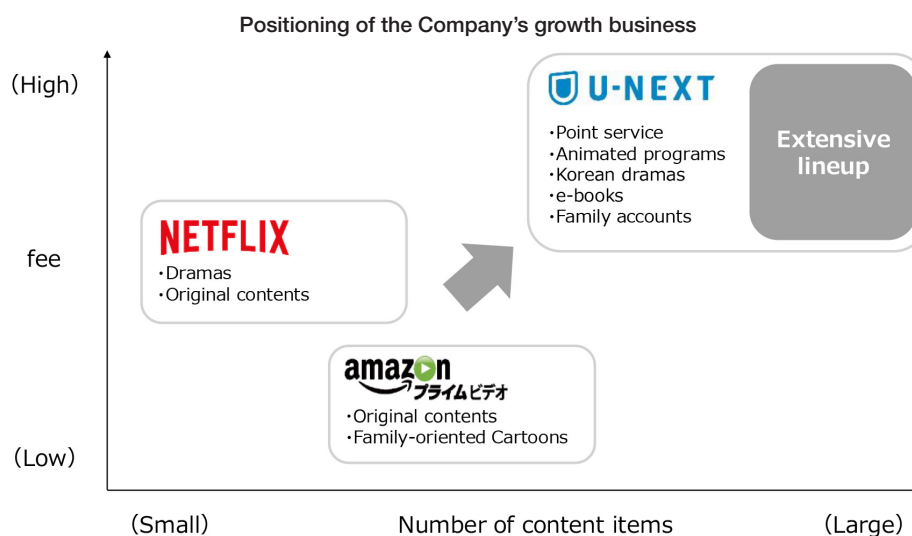 Positioning of the Company's growth business
(High)
U-NEXT
・Point service
・Animated programs
・Korean dramas
・e-books
・Family accounts
Extensive
lineup
NETFLIX
・Dramas
・Original contents
fee
amazon
プライムビデオ
・Original contents
・Family-oriented Cartoons
(Low)
(Small)
Number of content items
(Large)